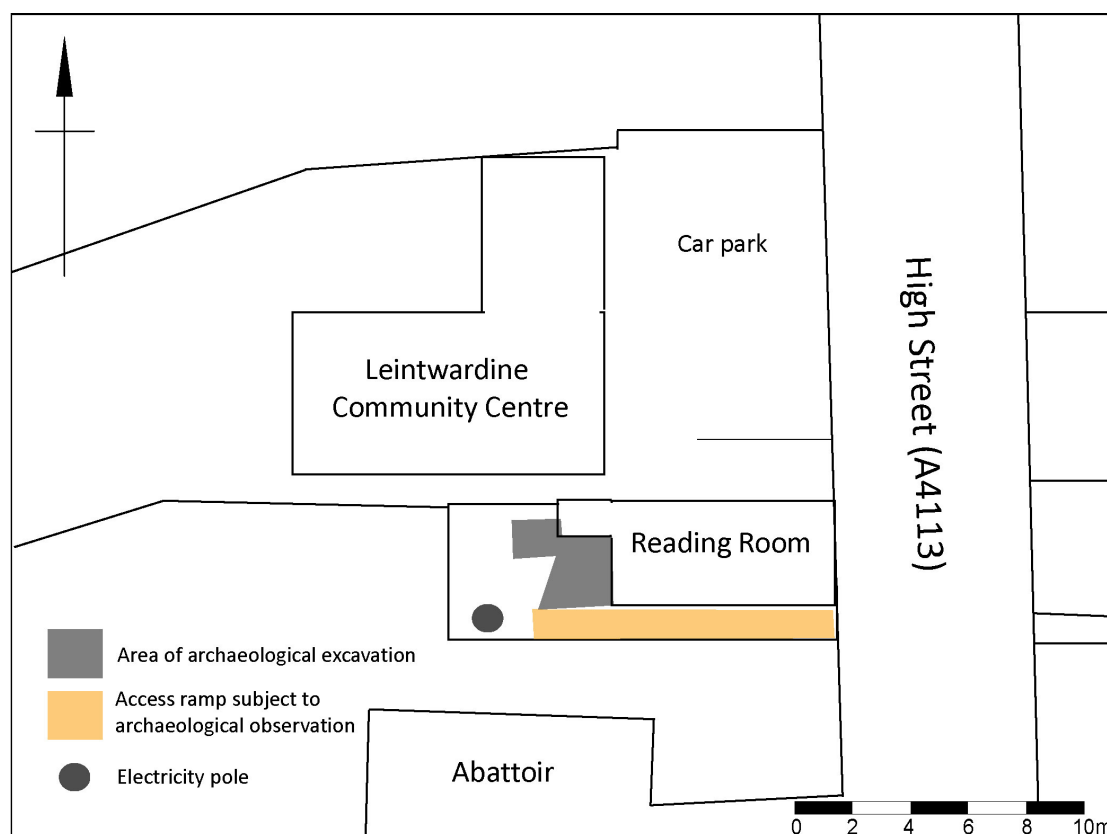 Car park
High Street (A4113)
Leintwardine
Community Centre
Reading Room
Area of archaeological excavation
Access ramp subject to
archaeological observation
Electricity pole
Abattoir
0 2 4 6 8 10m